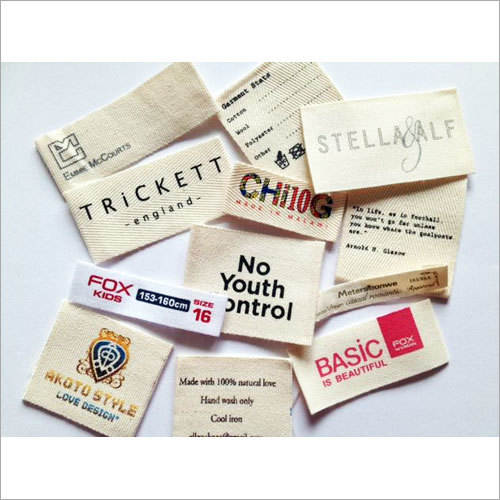 EMME MCCOURTS
Garment Stats
Cotton
Wool
Polyester
Other
STELLA & ALF
TRiCKETT
-england-
CHi10G
MADE IN MALAWI
"In life, as in football,
you won't go far unless
you know where the goalposts
are."
Arnold H. Glasow
No
Youth
Control
Metersbonwe
FOX
KIDS
153-160cm
SIZE
16
BASiC
IS BEAUTIFUL
FOX
WOMAN
AKOTO STYLE
LOVE DESIGN
Made with 100% natural love
Hand wash only
Cool iron